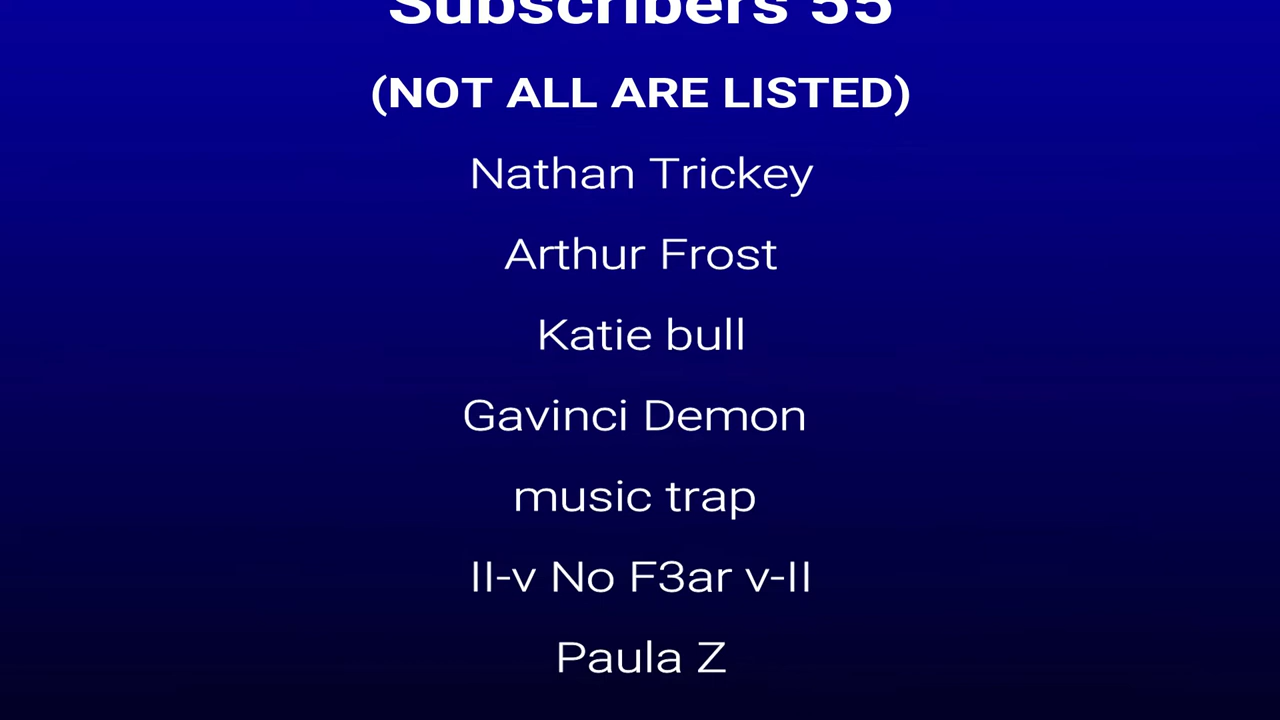 Subscribers 55
(NOT ALL ARE LISTED)
Nathan Trickey
Arthur Frost
Katie bull
Gavinci Demon
music trap
II-v No F3ar v-II
Paula Z